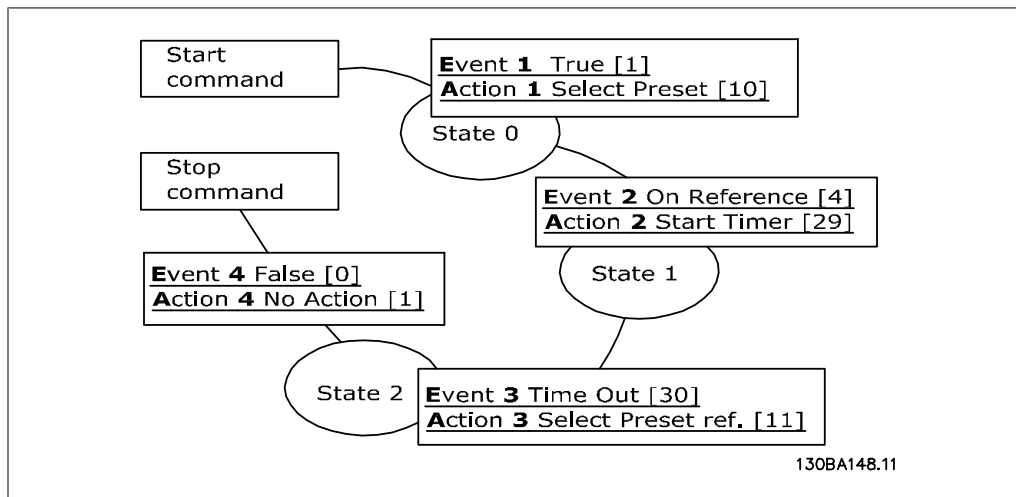 Start
command
Event 1 True [1]
Action 1 Select Preset [10]
State 0
Stop
command
Event 2 On Reference [4]
Action 2 Start Timer [29]
State 1
Event 4 False [0]
Action 4 No Action [1]
State 2
Event 3 Time Out [30]
Action 3 Select Preset ref. [11]
130BA148.11